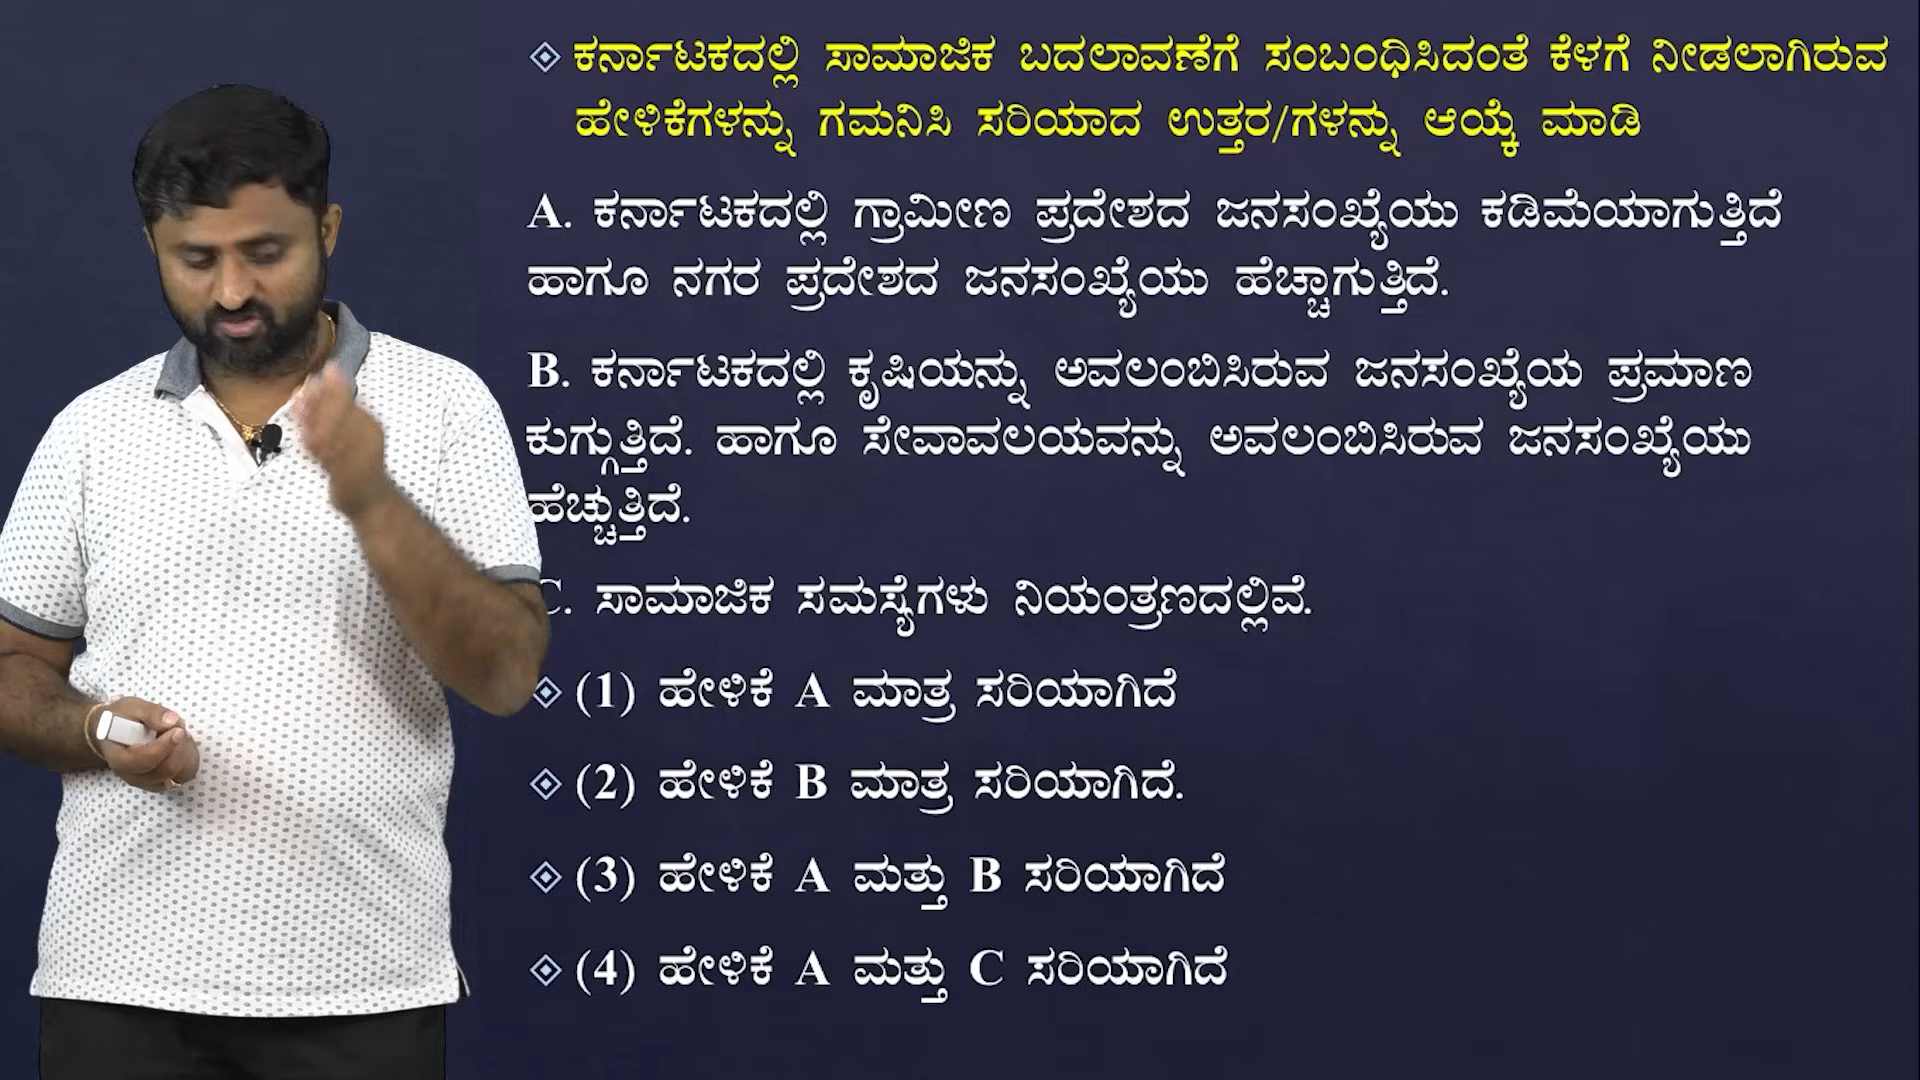 ಕರ್ನಾಟಕದಲ್ಲಿ ಸಾಮಾಜಿಕ ಬದಲಾವಣೆಗೆ ಸಂಬಂಧಿಸಿದಂತೆ ಕೆಳಗೆ ನೀಡಲಾಗಿರುವ
ಹೇಳಿಕೆಗಳನ್ನು ಗಮನಿಸಿ ಸರಿಯಾದ ಉತ್ತರ/ಗಳನ್ನು ಆಯ್ಕೆ ಮಾಡಿ
A. ಕರ್ನಾಟಕದಲ್ಲಿ ಗ್ರಾಮೀಣ ಪ್ರದೇಶದ ಜನಸಂಖ್ಯೆಯು ಕಡಿಮೆಯಾಗುತ್ತಿದೆ
ಹಾಗೂ ನಗರ ಪ್ರದೇಶದ ಜನಸಂಖ್ಯೆಯು ಹೆಚ್ಚಾಗುತ್ತಿದೆ.
B. ಕರ್ನಾಟಕದಲ್ಲಿ ಕೃಷಿಯನ್ನು ಅವಲಂಬಿಸಿರುವ ಜನಸಂಖ್ಯೆಯ ಪ್ರಮಾಣ
ಕುಗ್ಗುತ್ತಿದೆ. ಹಾಗೂ ಸೇವಾವಲಯವನ್ನು ಅವಲಂಬಿಸಿರುವ ಜನಸಂಖ್ಯೆಯು
ಹೆಚ್ಚುತ್ತಿದೆ.
C. ಸಾಮಾಜಿಕ ಸಮಸ್ಯೆಗಳು ನಿಯಂತ್ರಣದಲ್ಲಿವೆ.
(1) ಹೇಳಿಕೆ A ಮಾತ್ರ ಸರಿಯಾಗಿದೆ
(2) ಹೇಳಿಕೆ B ಮಾತ್ರ ಸರಿಯಾಗಿದೆ.
(3) ಹೇಳಿಕೆ A ಮತ್ತು B ಸರಿಯಾಗಿದೆ
(4) ಹೇಳಿಕೆ A ಮತ್ತು C ಸರಿಯಾಗಿದೆ